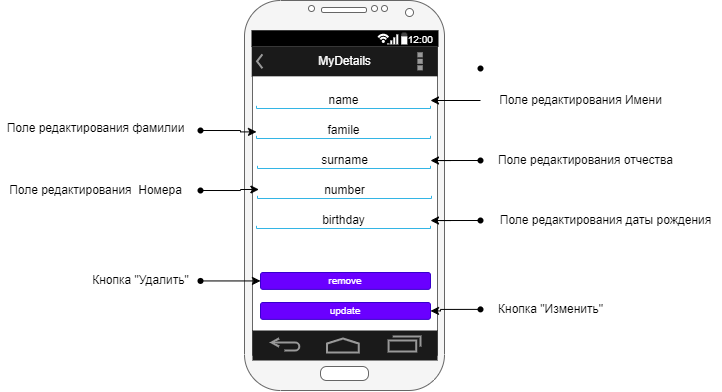 12:00
MyDetails
name
Поле редактирования Имени
Поле редактирования фамилии
famile
surname
Поле редактирования отчества
Поле редактирования Номера
number
birthday
Поле редактирования даты рождения
Кнопка "Удалить"
remove
update
Кнопка "Изменить"